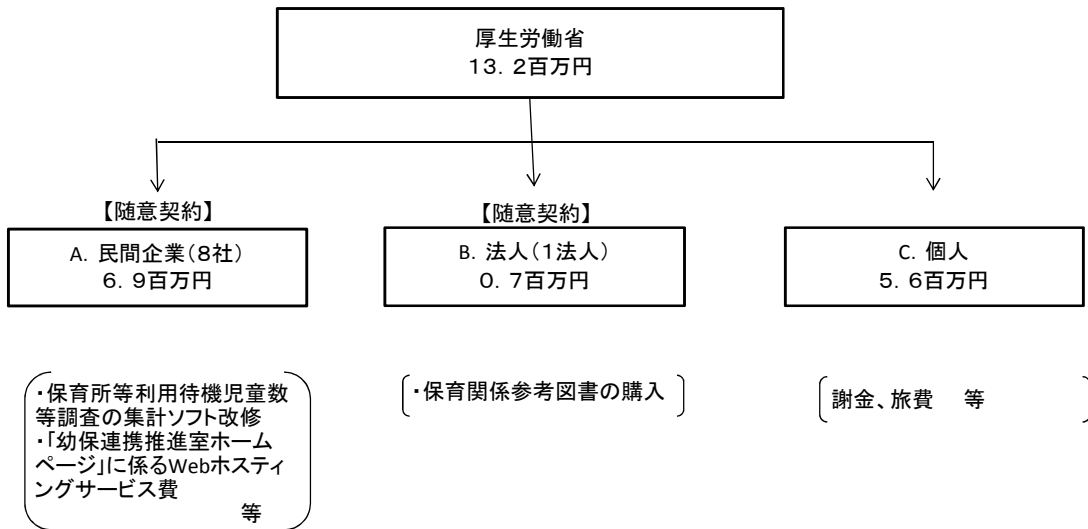 厚生労働省
13．2百万円
【随意契約】
A. 民間企業(8社)
6．9百万円
【随意契約】
B. 法人(1法人)
0．7百万円
C. 個人
5．6百万円
・保育所等利用待機児童数
等調査の集計ソフト改修
・「幼保連携推進室ホーム
ページ」に係るWebホスティ
ングサービス費
等
・保育関係参考図書の購入
謝金、旅費　等